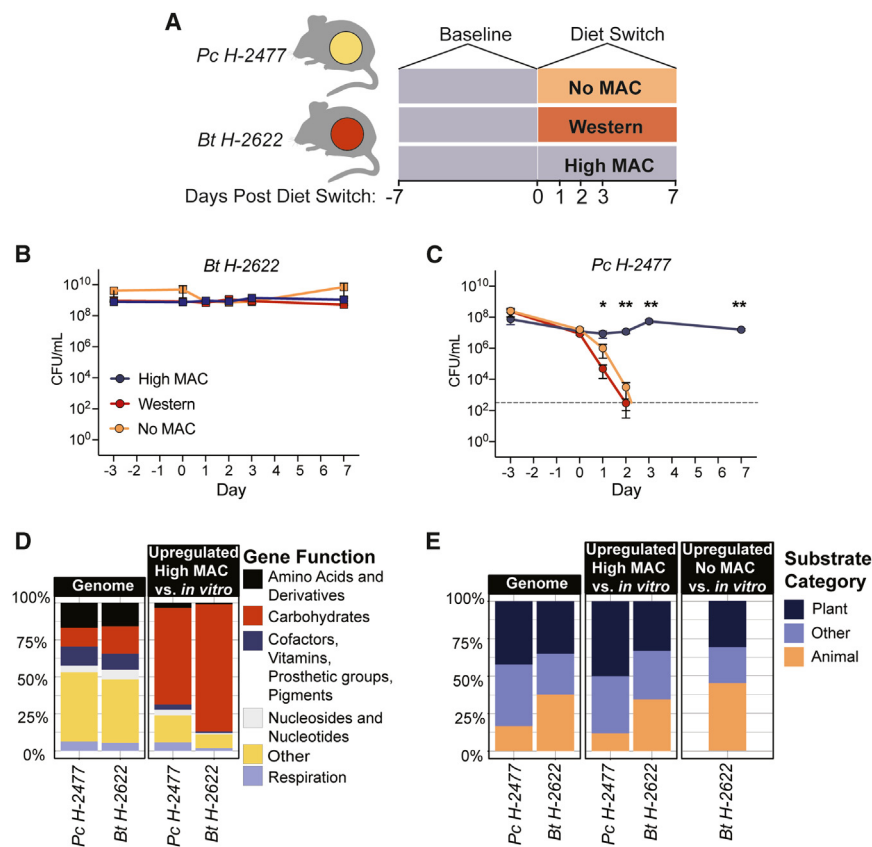 A
Pc H-2477
Bt H-2622
Baseline
Diet Switch
No MAC
Western
High MAC
Days Post Diet Switch: -7 0 1 2 3 7
B
Bt H-2622
CFU/mL
10^10
10^8
10^6
10^4
10^2
10^0
High MAC
Western
No MAC
-3 -2 -1 0 1 2 3 4 5 6 7
Day
C
Pc H-2477
CFU/mL
10^10
10^8
10^6
10^4
10^2
10^0
* ** ** **
-3 -2 -1 0 1 2 3 4 5 6 7
Day
D
Genome
Upregulated
High MAC
vs. in vitro
100%
75%
50%
25%
0%
Pc H-2477
Bt H-2622
Pc H-2477
Bt H-2622
Gene Function
Amino Acids and
Derivatives
Carbohydrates
Cofactors,
Vitamins,
Prosthetic groups,
Pigments
Nucleosides and
Nucleotides
Other
Respiration
E
Genome
Upregulated
High MAC
vs. in vitro
Upregulated
No MAC
vs. in vitro
100%
75%
50%
25%
0%
Pc H-2477
Bt H-2622
Pc H-2477
Bt H-2622
Bt H-2622
Substrate
Category
Plant
Other
Animal